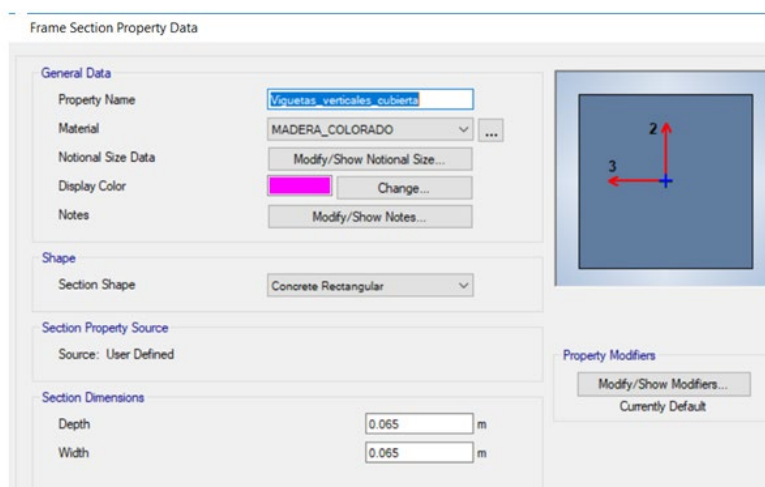 Frame Section Property Data
General Data
Property Name Viguetas_verticales_cubierta
Material MADERA_COLORADO ...
Notional Size Data Modify/Show Notional Size...
Display Color Change...
Notes Modify/Show Notes...
Shape
Section Shape Concrete Rectangular
Section Property Source
Source: User Defined
Section Dimensions
Depth 0.065 m
Width 0.065 m
2
3
Property Modifiers
Modify/Show Modifiers...
Currently Default